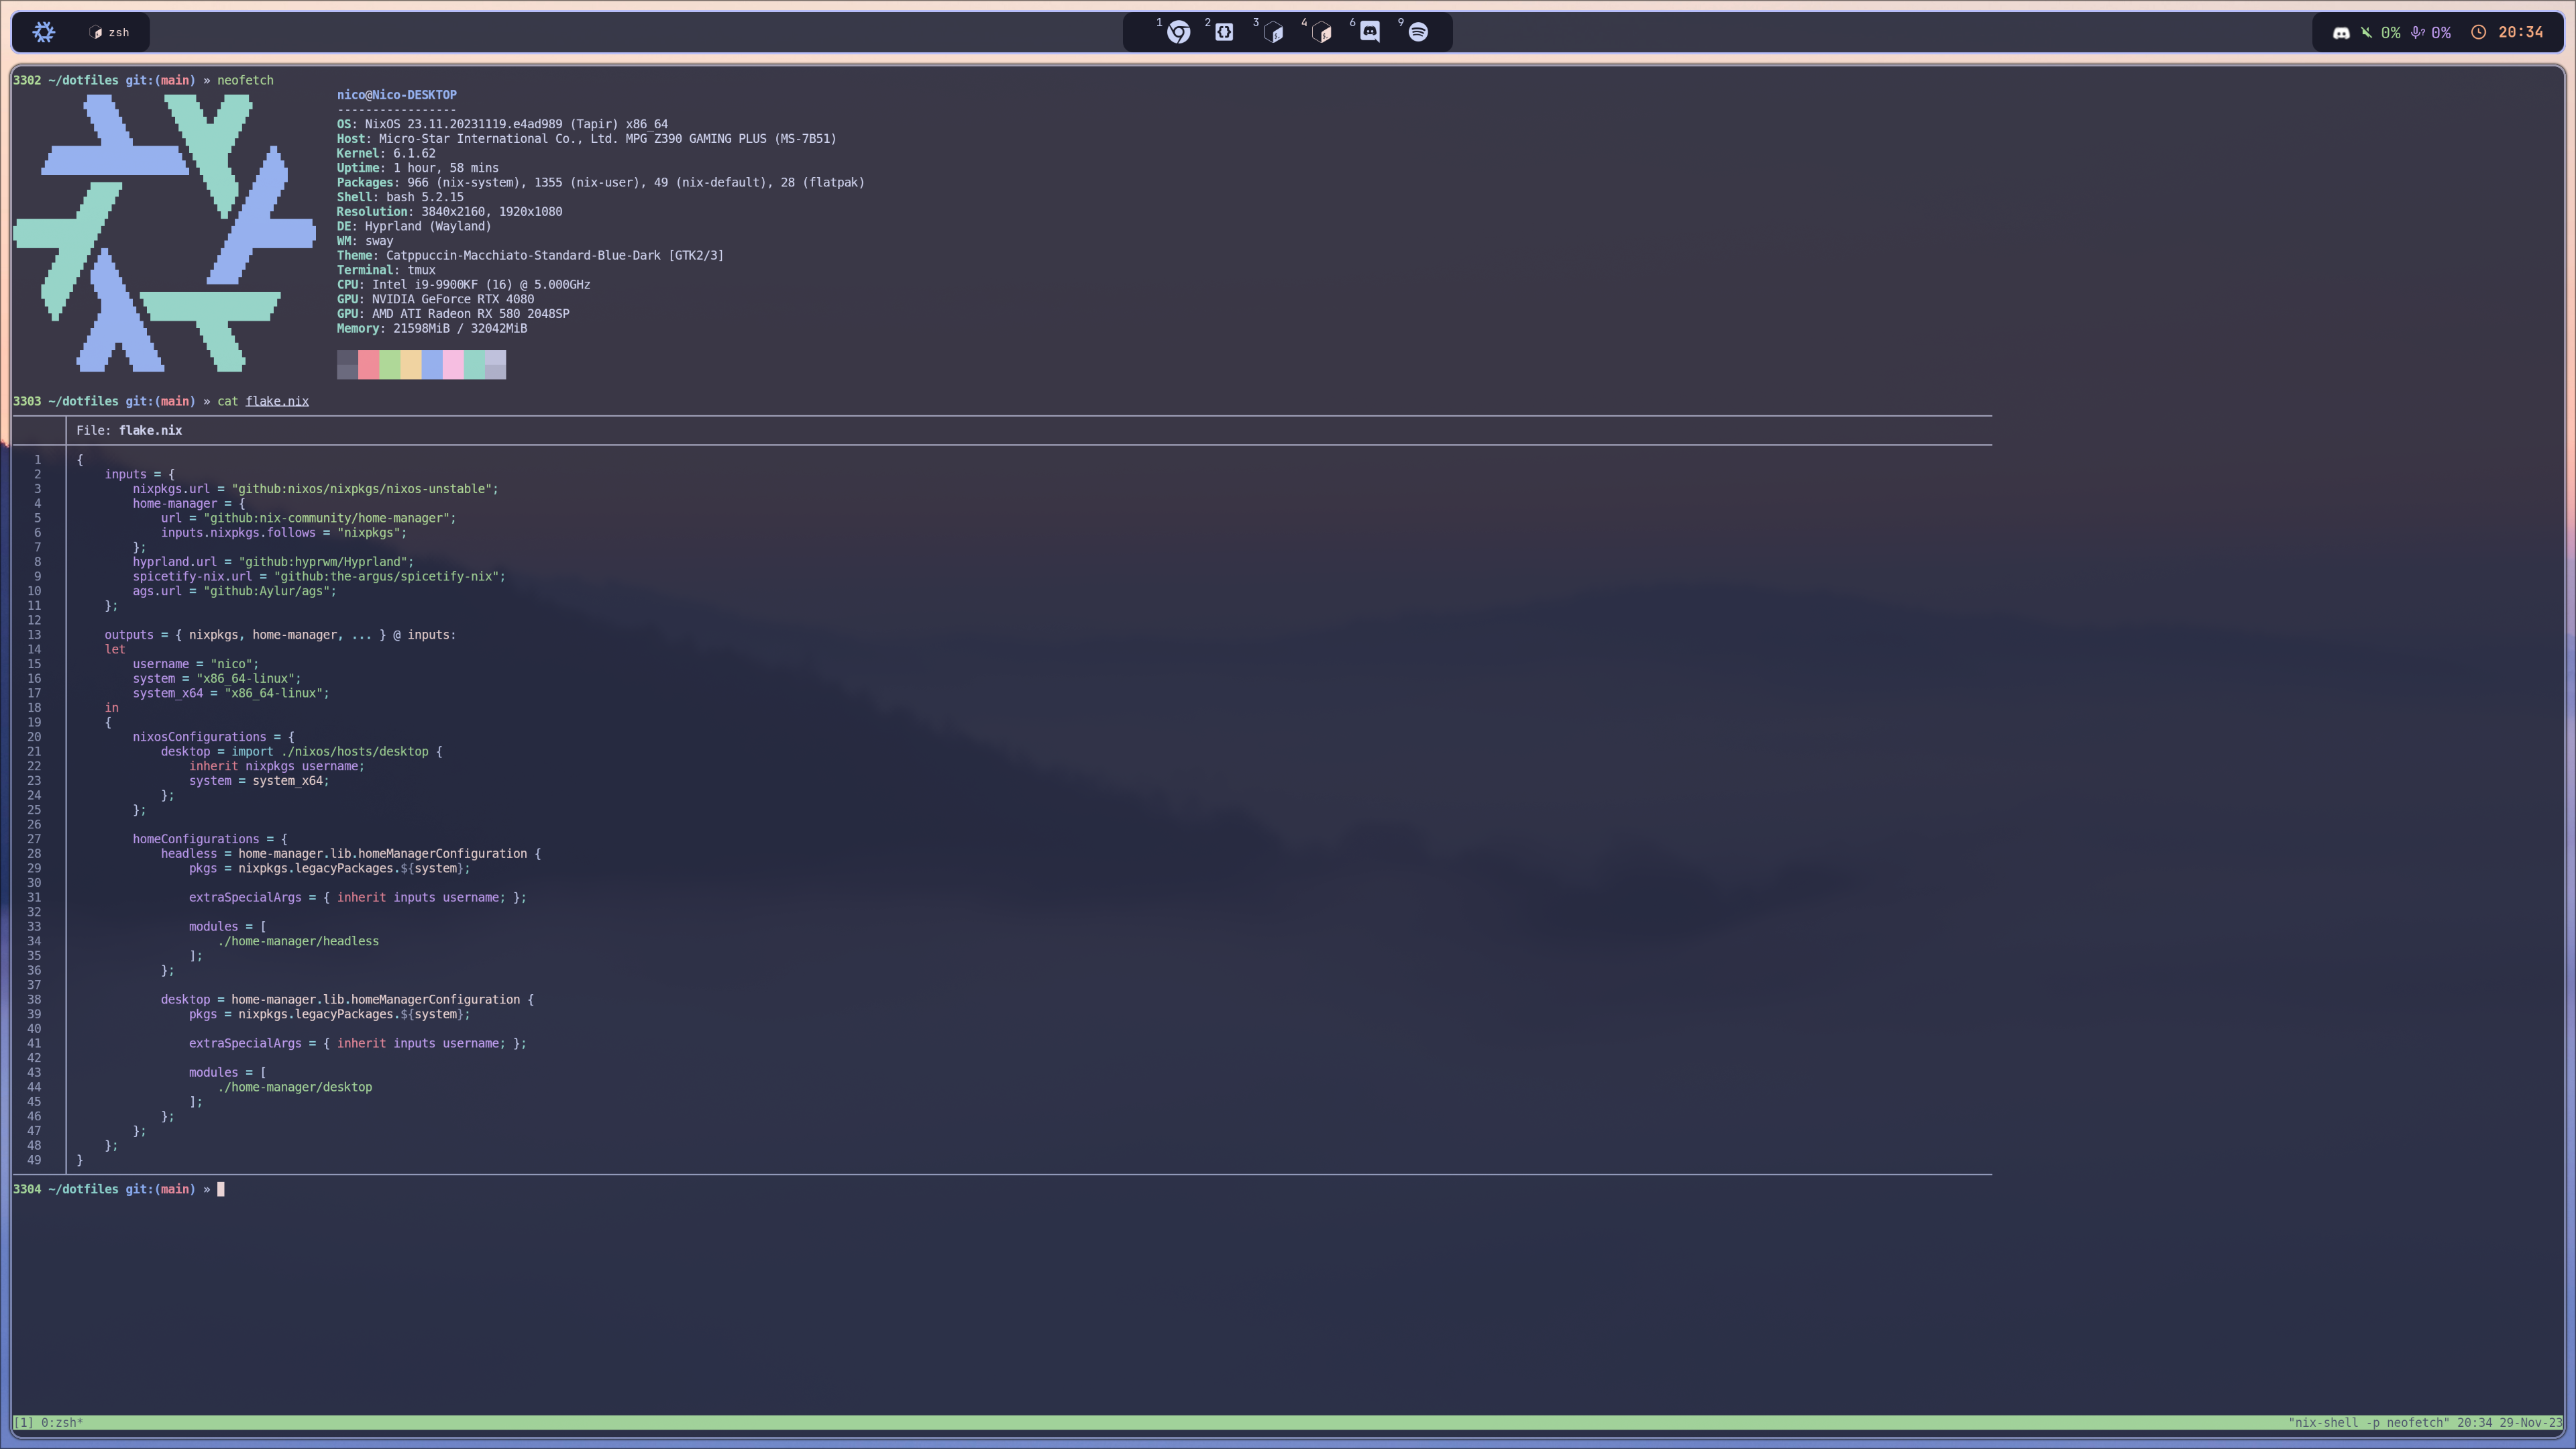 zsh
1 2 3 4 6 9
0% 0% 20:34
3302 ~/dotfiles git:(main) » neofetch
nico@Nico-DESKTOP
-----------------
OS: NixOS 23.11.20231119.e4ad989 (Tapir) x86_64
Host: Micro-Star International Co., Ltd. MPG Z390 GAMING PLUS (MS-7B51)
Kernel: 6.1.62
Uptime: 1 hour, 58 mins
Packages: 966 (nix-system), 1355 (nix-user), 49 (nix-default), 28 (flatpak)
Shell: bash 5.2.15
Resolution: 3840x2160, 1920x1080
DE: Hyprland (Wayland)
WM: sway
Theme: Catppuccin-Macchiato-Standard-Blue-Dark [GTK2/3]
Terminal: tmux
CPU: Intel i9-9900KF (16) @ 5.000GHz
GPU: NVIDIA GeForce RTX 4080
GPU: AMD ATI Radeon RX 580 2048SP
Memory: 21598MiB / 32042MiB
3303 ~/dotfiles git:(main) » cat flake.nix
File: flake.nix
1 {
2     inputs = {
3         nixpkgs.url = "github:nixos/nixpkgs/nixos-unstable";
4         home-manager = {
5             url = "github:nix-community/home-manager";
6             inputs.nixpkgs.follows = "nixpkgs";
7         };
8         hyprland.url = "github:hyprwm/Hyprland";
9         spicetify-nix.url = "github:the-argus/spicetify-nix";
10         ags.url = "github:Aylur/ags";
11     };
12
13     outputs = { nixpkgs, home-manager, ... } @ inputs:
14     let
15         username = "nico";
16         system = "x86_64-linux";
17         system_x64 = "x86_64-linux";
18     in
19     {
20         nixosConfigurations = {
21             desktop = import ./nixos/hosts/desktop {
22                 inherit nixpkgs username;
23                 system = system_x64;
24             };
25         };
26
27         homeConfigurations = {
28             headless = home-manager.lib.homeManagerConfiguration {
29                 pkgs = nixpkgs.legacyPackages.${system};
30
31                 extraSpecialArgs = { inherit inputs username; };
32
33                 modules = [
34                     ./home-manager/headless
35                 ];
36             };
37
38             desktop = home-manager.lib.homeManagerConfiguration {
39                 pkgs = nixpkgs.legacyPackages.${system};
40
41                 extraSpecialArgs = { inherit inputs username; };
42
43                 modules = [
44                     ./home-manager/desktop
45                 ];
46             };
47         };
48     };
49 }
3304 ~/dotfiles git:(main) »
[1] 0:zsh* "nix-shell -p neofetch" 20:34 29-Nov-23